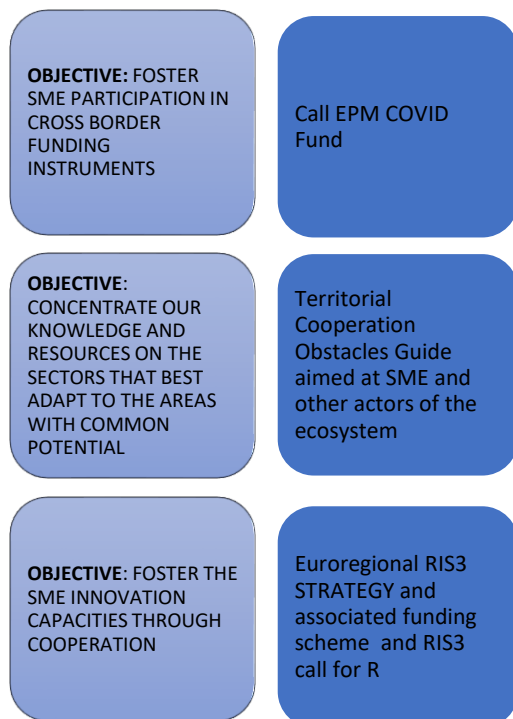 OBJECTIVE: FOSTER
SME PARTICIPATION IN
CROSS BORDER
FUNDING
INSTRUMENTS
Call EPM COVID
Fund
OBJECTIVE:
CONCENTRATE OUR
KNOWLEDGE AND
RESOURCES ON THE
SECTORS THAT BEST
ADAPT TO THE AREAS
WITH COMMON
POTENTIAL
Territorial
Cooperation
Obstacles Guide
aimed at SME and
other actors of the
ecosystem
OBJECTIVE: FOSTER THE
SME INNOVATION
CAPACITIES THROUGH
COOPERATION
Euroregional RIS3
STRATEGY and
associated funding
scheme and RIS3
call for R